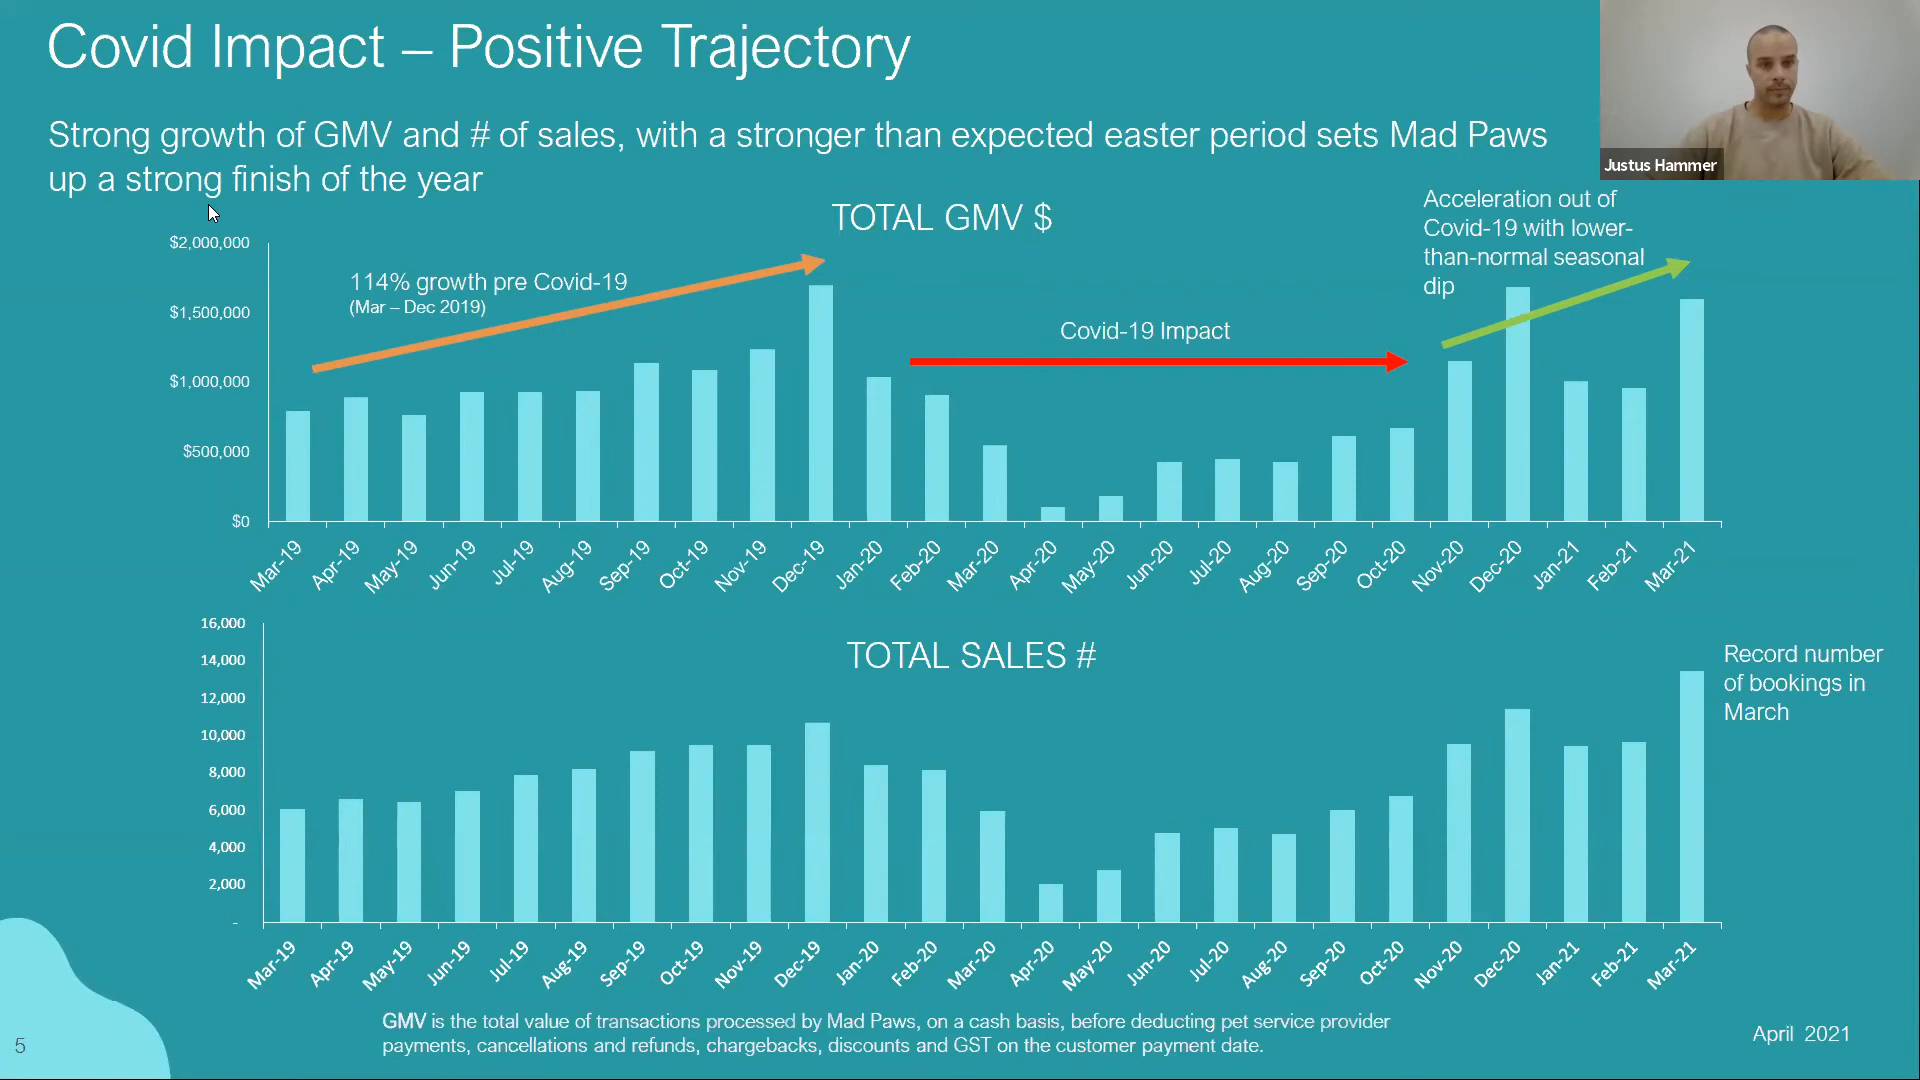 Covid Impact – Positive Trajectory
Justus Hammer
Strong growth of GMV and # of sales, with a stronger than expected easter period sets Mad Paws
up a strong finish of the year
TOTAL GMV $
Acceleration out of
Covid-19 with lower-
than-normal seasonal
dip
114% growth pre Covid-19
(Mar – Dec 2019)
Covid-19 Impact
$2,000,000
$1,500,000
$1,000,000
$500,000
$0
Mar-19 Apr-19 May-19 Jun-19 Jul-19 Aug-19 Sep-19 Oct-19 Nov-19 Dec-19 Jan-20 Feb-20 Mar-20 Apr-20 May-20 Jun-20 Jul-20 Aug-20 Sep-20 Oct-20 Nov-20 Dec-20 Jan-21 Feb-21 Mar-21
TOTAL SALES #
Record number
of bookings in
March
16,000
14,000
12,000
10,000
8,000
6,000
4,000
2,000
-
Mar-19 Apr-19 May-19 Jun-19 Jul-19 Aug-19 Sep-19 Oct-19 Nov-19 Dec-19 Jan-20 Feb-20 Mar-20 Apr-20 May-20 Jun-20 Jul-20 Aug-20 Sep-20 Oct-20 Nov-20 Dec-20 Jan-21 Feb-21 Mar-21
GMV is the total value of transactions processed by Mad Paws, on a cash basis, before deducting pet service provider
payments, cancellations and refunds, chargebacks, discounts and GST on the customer payment date.
5
April 2021